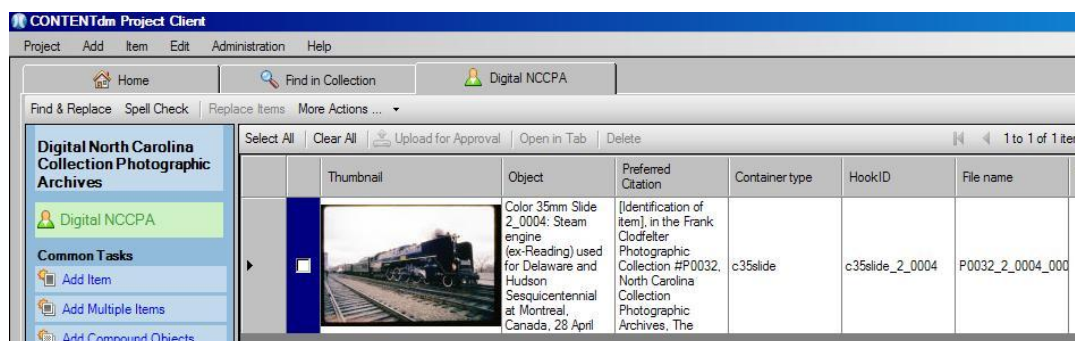 CONTENTdm Project Client
Project Add Item Edit Administration Help
Home Find in Collection Digital NCCPA
Find & Replace Spell Check Replace Items More Actions ...
Digital North Carolina
Collection Photographic
Archives
Digital NCCPA
Common Tasks
Add Item
Add Multiple Items
Add Compound Objects
Select All Clear All Upload for Approval Open in Tab Delete 1 to 1 of 1
Thumbnail
Object
Preferred
Citation
Container type
HookID
File name
Color 35mm Slide
2_0004: Steam
engine
(ex-Reading) used
for Delaware and
Hudson
Sesquicentennial
at Montreal,
Canada, 28 April
[Identification of
item], in the Frank
Clodfelter
Photographic
Collection #P0032,
North Carolina
Collection
Photographic
Archives, The
c35slide
c35slide_2_0004
P0032_2_0004_000